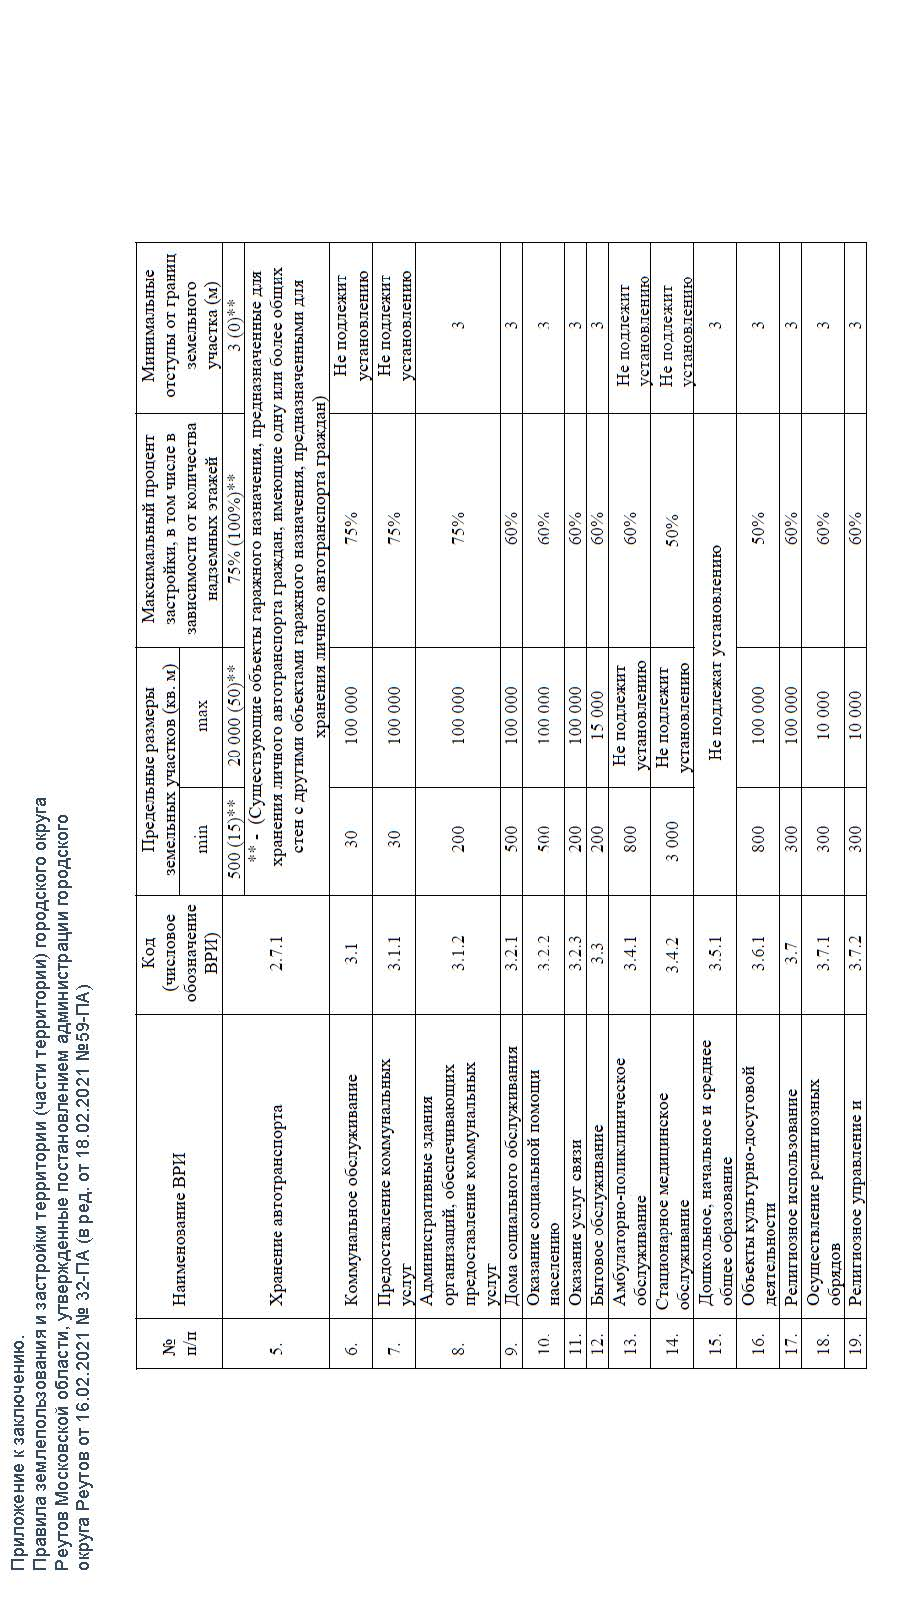 Приложение к заключению.
Правила землепользования и застройки территории (части территории) городского округа
Реутов Московской области, утвержденные постановлением администрации городского
округа Реутов от 16.02.2021 № 32-ПА (в ред. от 18.02.2021 №59-ПА)
№ п/п | Наименование ВРИ | Код (числовое обозначение ВРИ) | Предельные размеры земельных участков (кв. м) min | max | Максимальный процент застройки, в том числе в зависимости от количества надземных этажей | Минимальные отступы от границ земельного участка (м)
5. | Хранение автотранспорта | 2.7.1 | 500 (15)** | 20 000 (50)** | 75% (100%)** | 3 (0)**
** - (Существующие объекты гаражного назначения, предназначенные для
хранения личного автотранспорта граждан, имеющие одну или более общих
стен с другими объектами гаражного назначения, предназначенными для
хранения личного автотранспорта граждан)
6. | Коммунальное обслуживание | 3.1 | 30 | 100 000 | 75% | Не подлежит установлению
7. | Предоставление коммунальных услуг | 3.1.1 | 30 | 100 000 | 75% | Не подлежит установлению
8. | Административные здания организаций, обеспечивающих предоставление коммунальных услуг | 3.1.2 | 200 | 100 000 | 75% | 3
9. | Дома социального обслуживания | 3.2.1 | 500 | 100 000 | 60% | 3
10. | Оказание социальной помощи населению | 3.2.2 | 500 | 100 000 | 60% | 3
11. | Оказание услуг связи | 3.2.3 | 200 | 100 000 | 60% | 3
12. | Бытовое обслуживание | 3.3 | 200 | 15 000 | 60% | 3
13. | Амбулаторно-поликлиническое обслуживание | 3.4.1 | 800 | Не подлежит установлению | 60% | Не подлежит установлению
14. | Стационарное медицинское обслуживание | 3.4.2 | 3 000 | Не подлежит установлению | 50% | Не подлежит установлению
15. | Дошкольное, начальное и среднее общее образование | 3.5.1 | Не подлежат установлению | 3
16. | Объекты культурно-досуговой деятельности | 3.6.1 | 800 | 100 000 | 50% | 3
17. | Религиозное использование | 3.7 | 300 | 100 000 | 60% | 3
18. | Осуществление религиозных обрядов | 3.7.1 | 300 | 10 000 | 60% | 3
19. | Религиозное управление и | 3.7.2 | 300 | 10 000 | 60% | 3